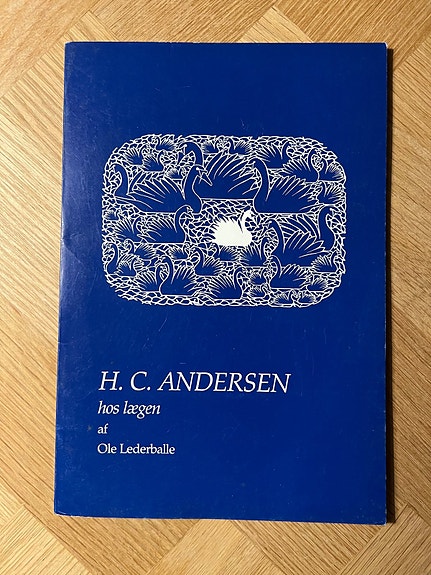 H. C. ANDERSEN
hos lægen
af
Ole Lederballe